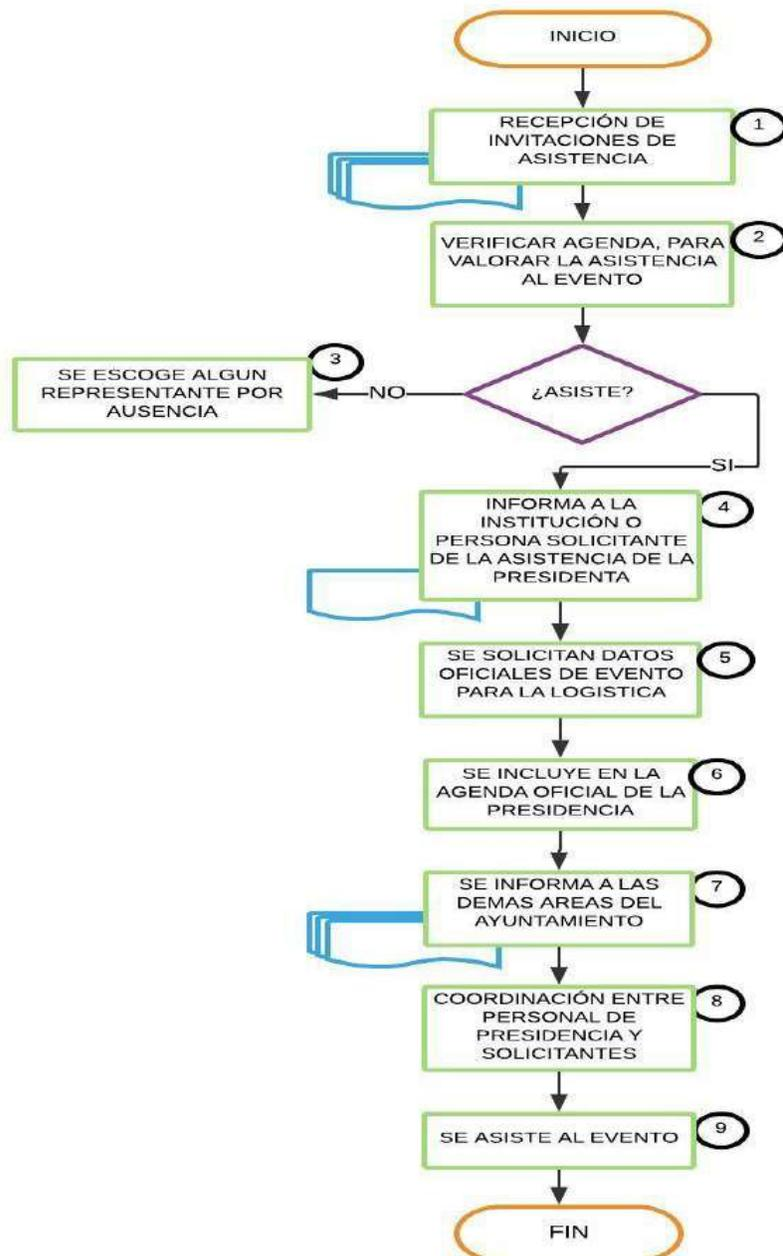 INICIO
1
RECEPCIÓN DE
INVITACIONES DE
ASISTENCIA
2
VERIFICAR AGENDA, PARA
VALORAR LA ASISTENCIA
AL EVENTO
¿ASISTE?
NO
3
SE ESCOGE ALGUN
REPRESENTANTE POR
AUSENCIA
SI
4
INFORMA A LA
INSTITUCIÓN O
PERSONA SOLICITANTE
DE LA ASISTENCIA DE LA
PRESIDENTA
5
SE SOLICITAN DATOS
OFICIALES DE EVENTO
PARA LA LOGISTICA
6
SE INCLUYE EN LA
AGENDA OFICIAL DE LA
PRESIDENCIA
7
SE INFORMA A LAS
DEMAS AREAS DEL
AYUNTAMIENTO
8
COORDINACIÓN ENTRE
PERSONAL DE
PRESIDENCIA Y
SOLICITANTES
9
SE ASISTE AL EVENTO
FIN